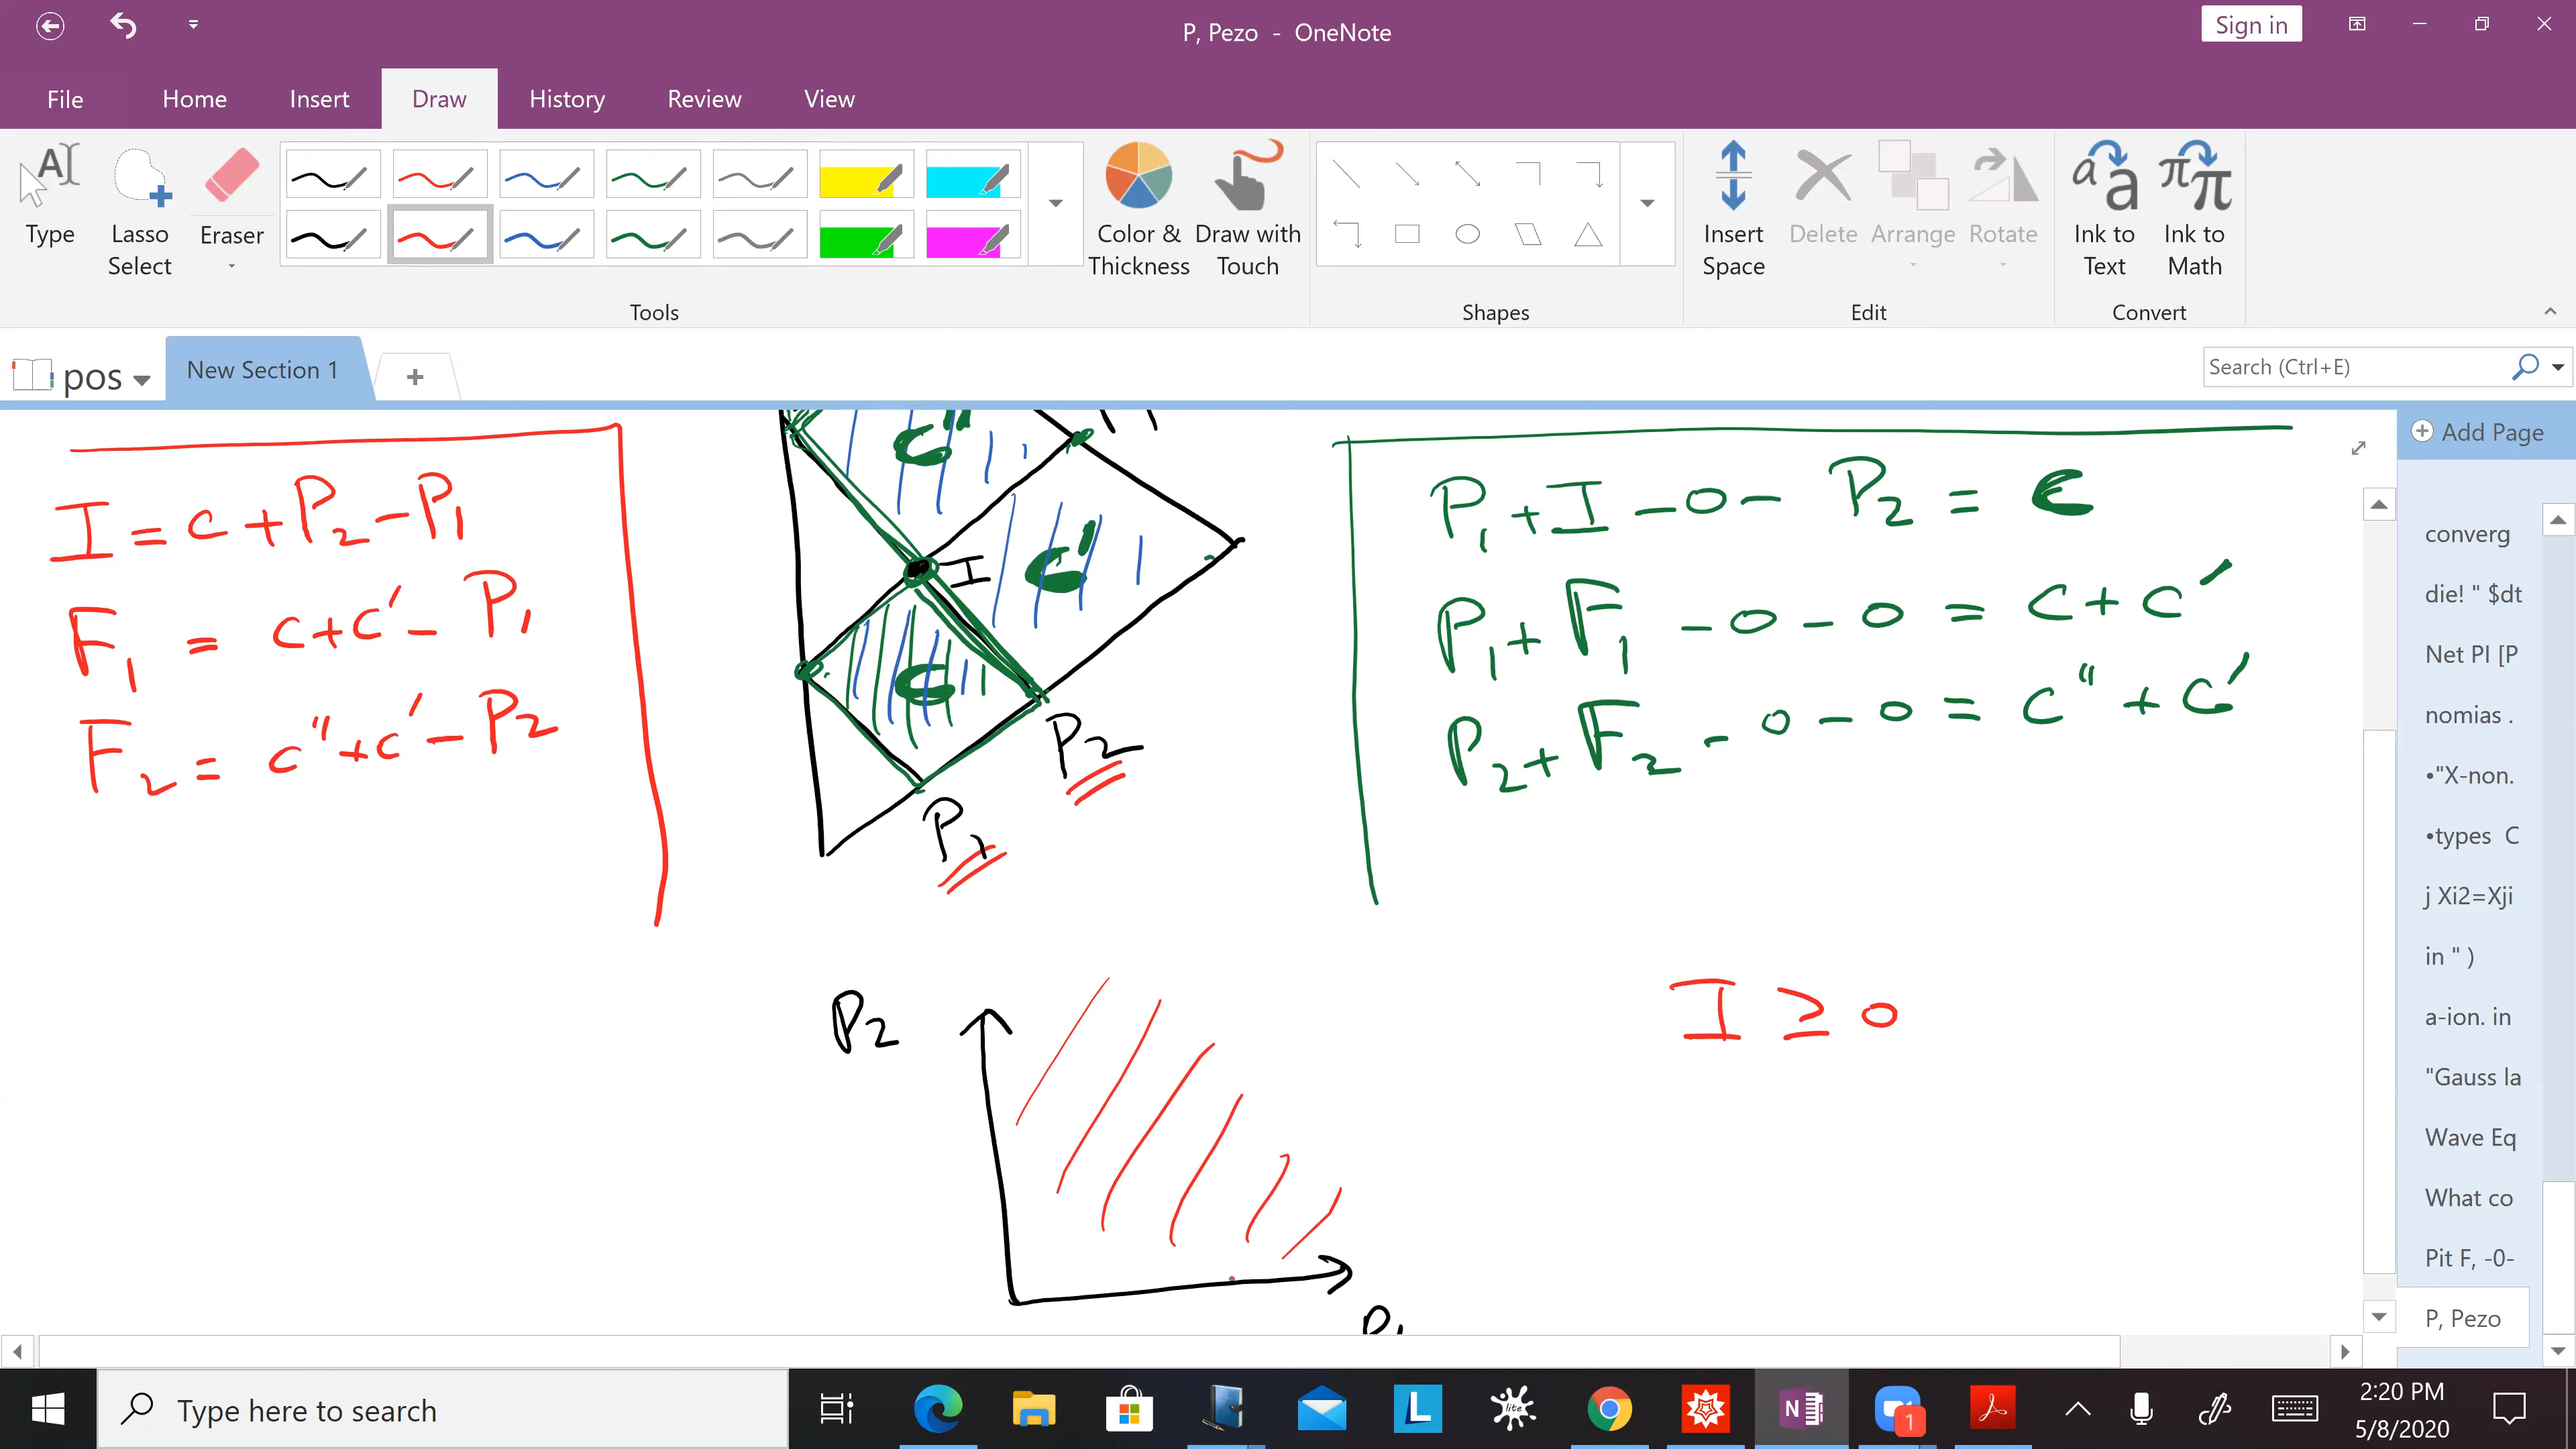 P, Pezo - OneNote
Sign in
File Home Insert Draw History Review View
Type
Lasso Select
Eraser
Color & Thickness
Draw with Touch
Insert Space
Delete
Arrange
Rotate
Ink to Text
Ink to Math
Tools Shapes Edit Convert
pos
New Section 1
+
Search (Ctrl+E)
Add Page
converg
die! " $dt
Net PI [P
nomias .
•"X-non.
•types C
j Xi2=Xji
in " )
a-ion. in
"Gauss la
Wave Eq
What co
Pit F, -0-
P, Pezo
I = c + P₂ - P₁
F₁ = c + c' - P₁
F₂ = c" + c' - P₂
c"
I
c'
c
P₂
P₁
P₁ + I - 0 - P₂ = c
P₁ + F₁ - 0 - 0 = c + c'
P₂ + F₂ - 0 - 0 = c" + c'
P₂
P₁
I ≥ 0
Type here to search
L
lite
N
1
2:20 PM
5/8/2020